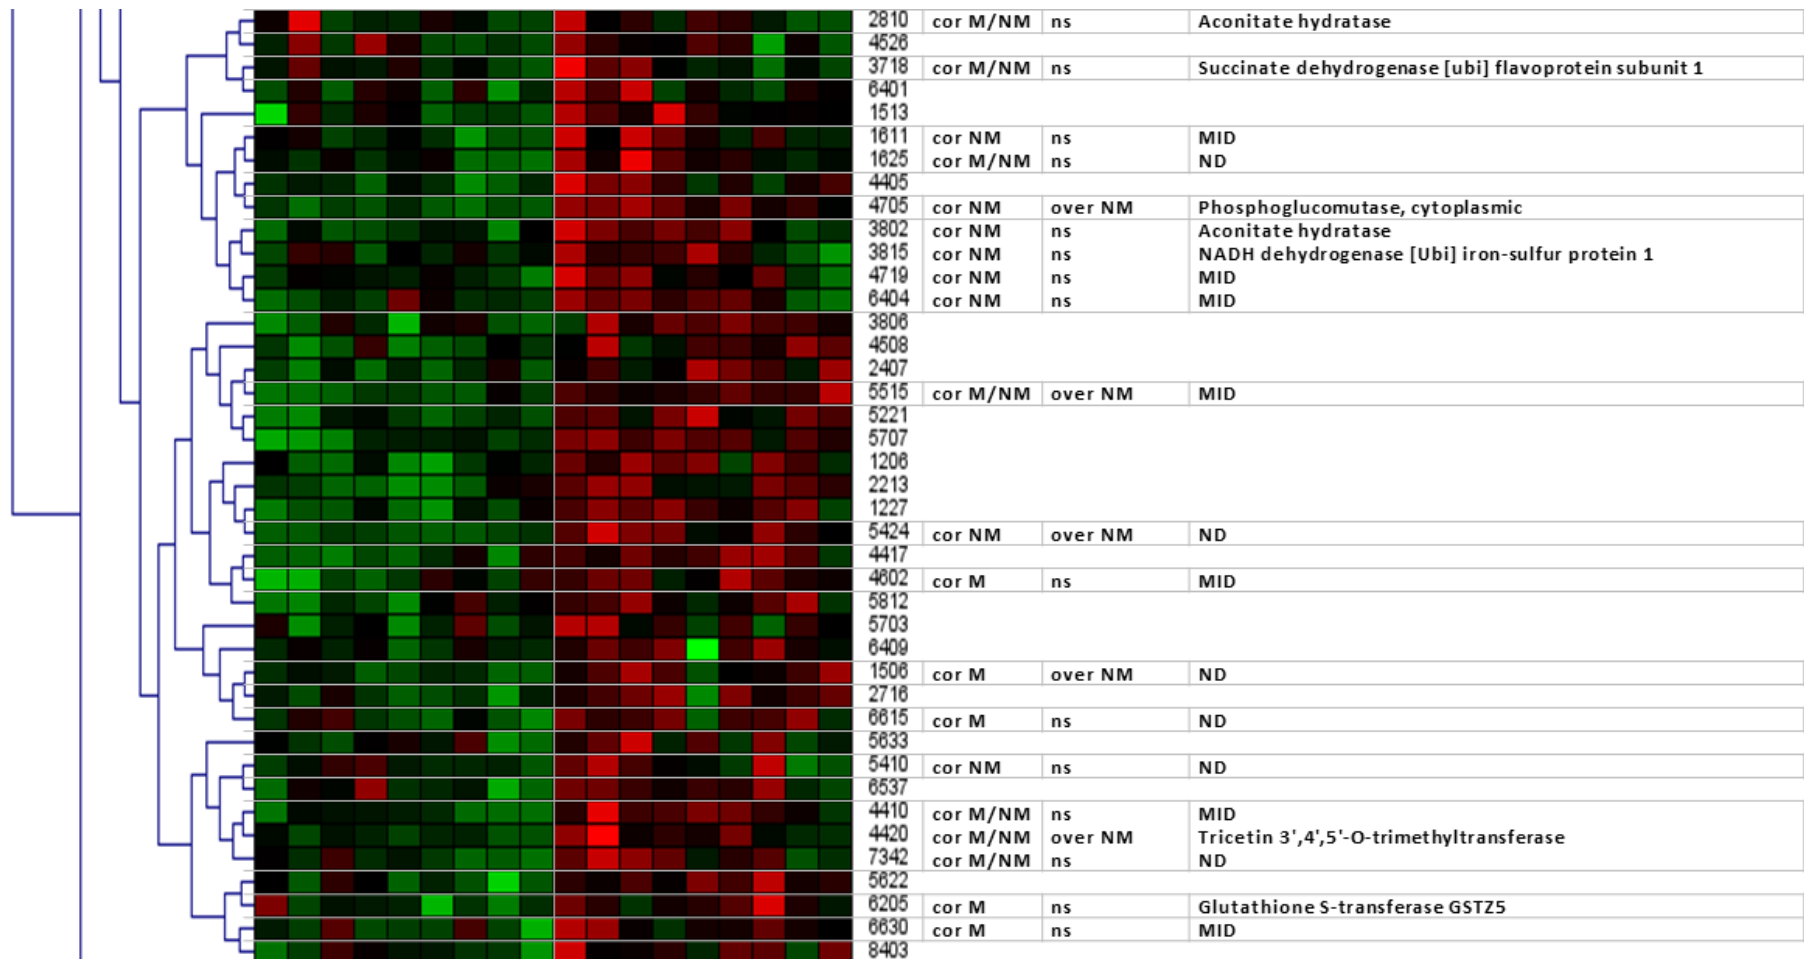 2810 cor M/NM ns Aconitate hydratase
4526
3718 cor M/NM ns Succinate dehydrogenase [ubi] flavoprotein subunit 1
6401
1513
1611 cor NM ns MID
1625 cor M/NM ns ND
4405
4705 cor NM over NM Phosphoglucomutase, cytoplasmic
3802 cor NM ns Aconitate hydratase
3815 cor NM ns NADH dehydrogenase [Ubi] iron-sulfur protein 1
4719 cor NM ns MID
6404 cor NM ns MID
3806
4508
2407
5515 cor M/NM over NM MID
5221
5707
1206
2213
1227
5424 cor NM over NM ND
4417
4602 cor M ns MID
5812
5703
6409
1506 cor M over NM ND
2716
6615 cor M ns ND
5633
5410 cor NM ns ND
6537
4410 cor M/NM ns MID
4420 cor M/NM over NM Tricetin 3',4',5'-O-trimethyltransferase
7342 cor M/NM ns ND
5622
6205 cor M ns Glutathione S-transferase GSTZ5
6630 cor M ns MID
8403